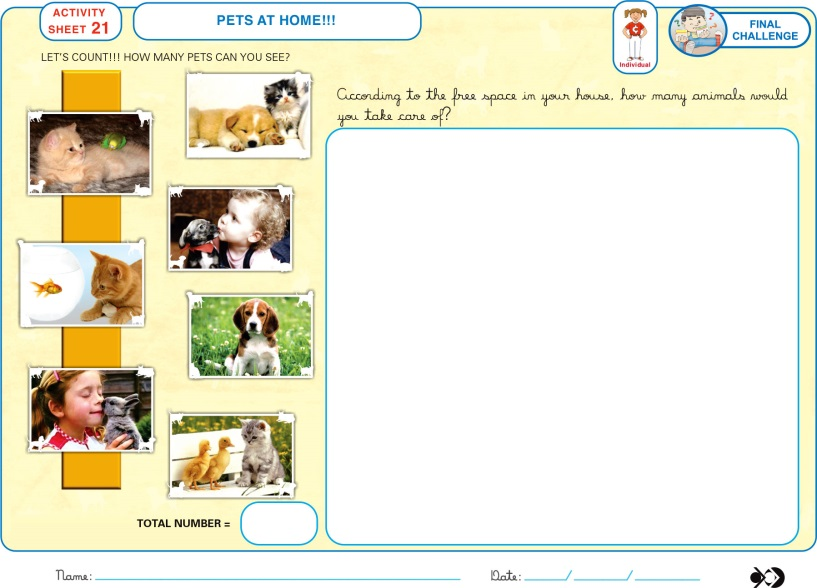 ACTIVITY
SHEET 21
PETS AT HOME!!!
Individual
FINAL
CHALLENGE
LET'S COUNT!!! HOW MANY PETS CAN YOU SEE?
According to the free space in your house, how many animals would
you take care of?
TOTAL NUMBER =
Name:
Date: / /